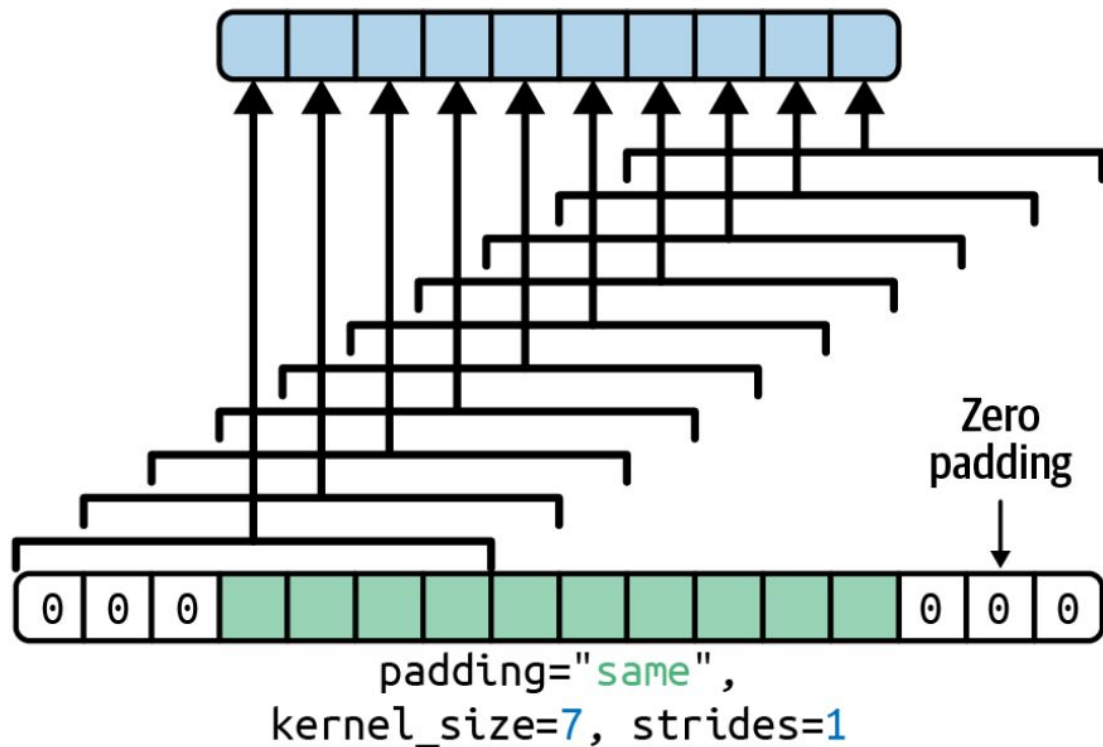 Zero
padding
0 0 0 0 0 0
padding="same",
kernel_size=7, strides=1